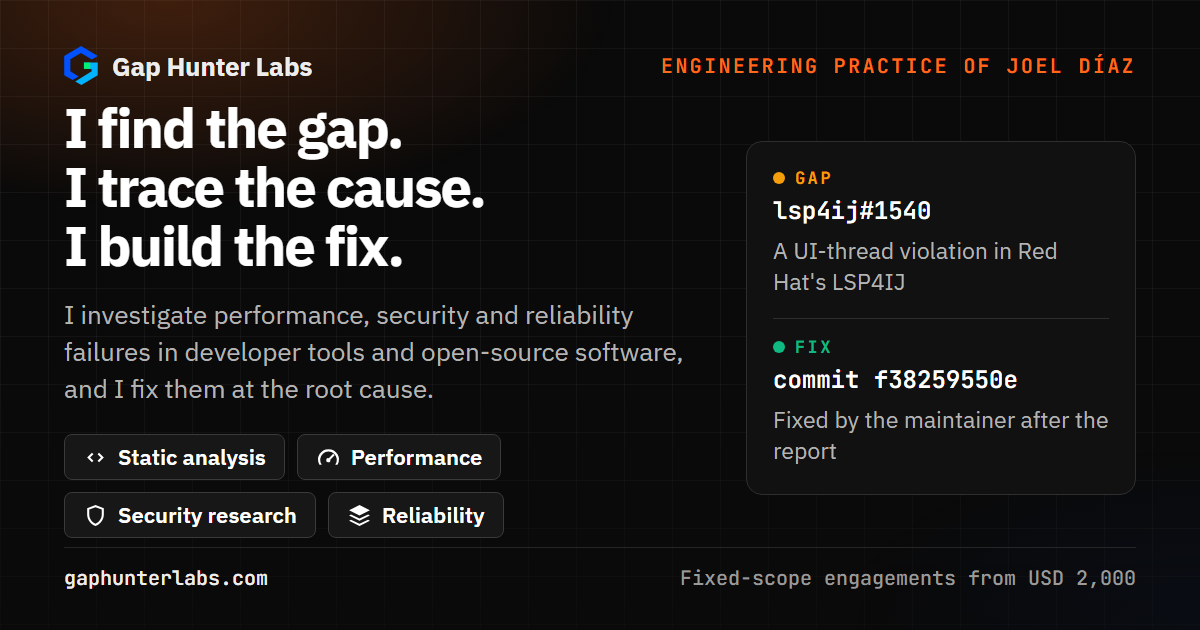 Gap Hunter Labs
ENGINEERING PRACTICE OF JOEL DÍAZ
I find the gap.
I trace the cause.
I build the fix.
I investigate performance, security and reliability
failures in developer tools and open-source software,
and I fix them at the root cause.
Static analysis
Performance
Security research
Reliability
GAP
lsp4ij#1540
A UI-thread violation in Red
Hat's LSP4IJ
FIX
commit f38259550e
Fixed by the maintainer after the
report
gaphunterlabs.com
Fixed-scope engagements from USD 2,000